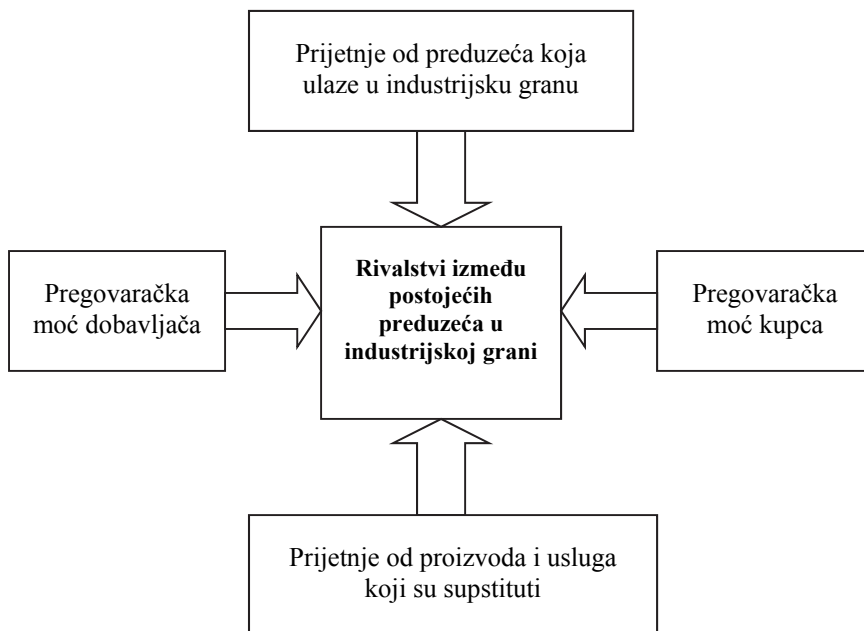 Prijetnje od preduzeća koja
ulaze u industrijsku granu
Pregovaračka
moć dobavljača
Rivalstvi između
postojećih
preduzeća u
industrijskoj grani
Pregovaračka
moć kupca
Prijetnje od proizvoda i usluga
koji su supstituti